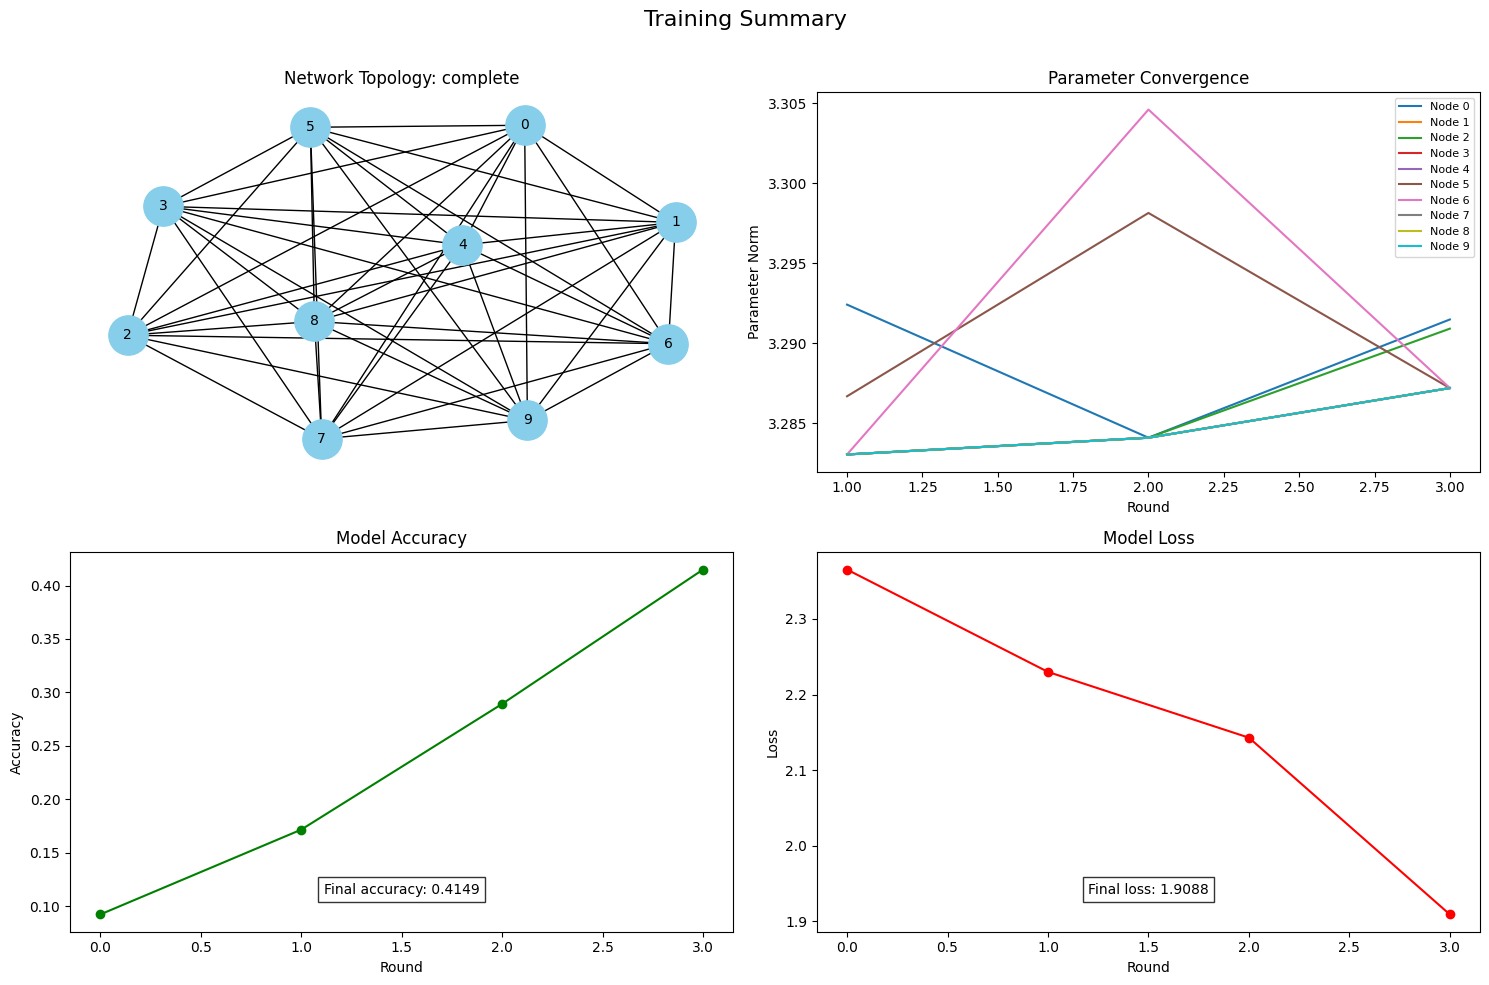 Training Summary
Network Topology: complete
5
0
3
1
4
8
2
6
9
7
Parameter Convergence
3.305
3.300
3.295
3.290
3.285
Parameter Norm
Node 0
Node 1
Node 2
Node 3
Node 4
Node 5
Node 6
Node 7
Node 8
Node 9
1.00 1.25 1.50 1.75 2.00 2.25 2.50 2.75 3.00
Round
Model Accuracy
0.40
0.35
0.30
0.25
0.20
0.15
0.10
Accuracy
Final accuracy: 0.4149
0.0 0.5 1.0 1.5 2.0 2.5 3.0
Round
Model Loss
2.3
2.2
2.1
2.0
1.9
Loss
Final loss: 1.9088
0.0 0.5 1.0 1.5 2.0 2.5 3.0
Round